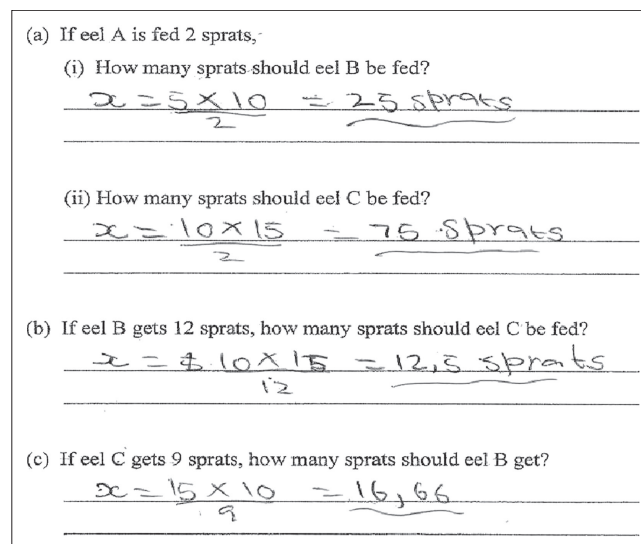 (a) If eel A is fed 2 sprats,
(i) How many sprats should eel B be fed?
x = 5 × 10 = 25 sprats
2
(ii) How many sprats should eel C be fed?
x = 10 × 15 = 75 sprats
2
(b) If eel B gets 12 sprats, how many sprats should eel C be fed?
x = 10 × 15 = 12,5 sprats
12
(c) If eel C gets 9 sprats, how many sprats should eel B get?
x = 15 × 10 = 16,66
9